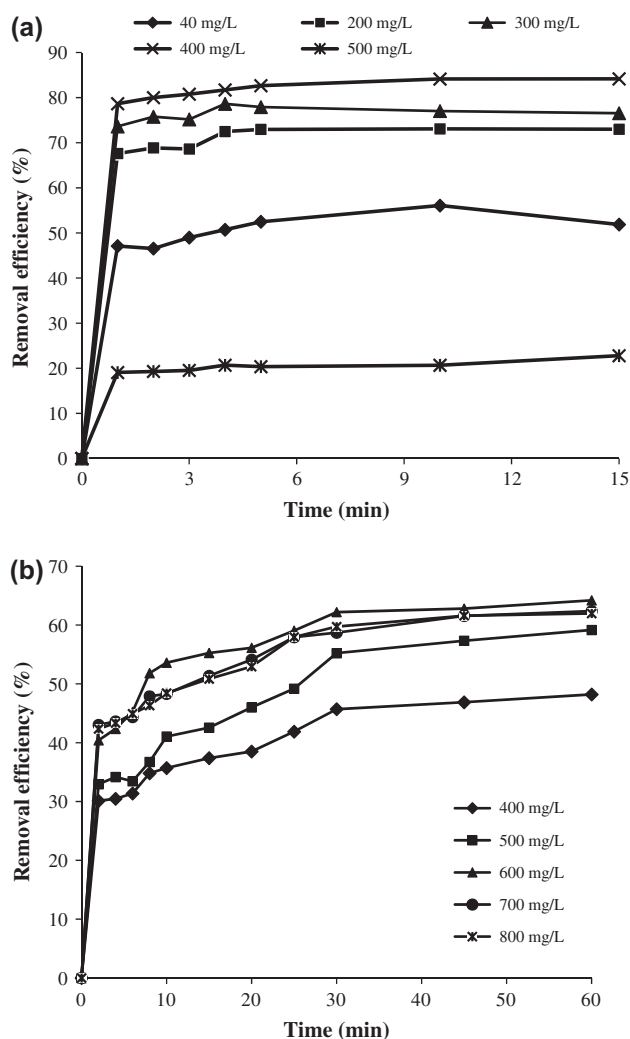 (a)
40 mg/L 200 mg/L 300 mg/L
400 mg/L 500 mg/L
90
80
70
60
50
40
30
20
10
0
Removal efficiency (%)
0 3 6 9 12 15
Time (min)
(b)
70
60
50
40
30
20
10
0
Removal efficiency (%)
400 mg/L
500 mg/L
600 mg/L
700 mg/L
800 mg/L
0 10 20 30 40 50 60
Time (min)